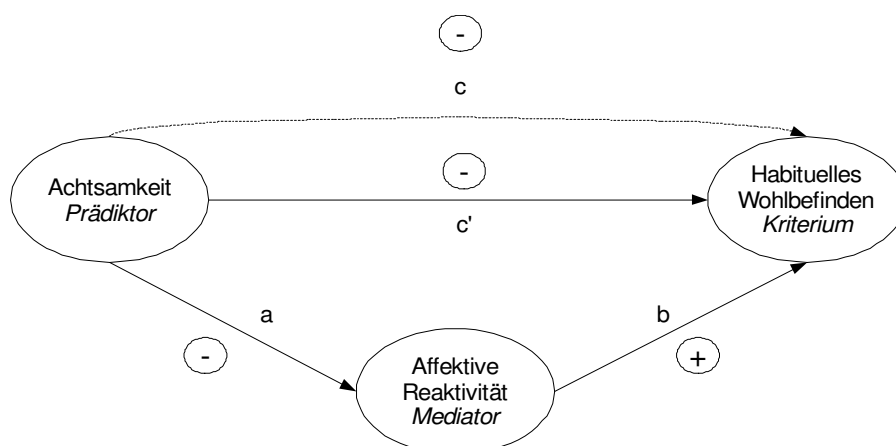 -
c
Achtsamkeit
Prädiktor
-
c'
Habituelles
Wohlbefinden
Kriterium
a
-
b
+
Affektive
Reaktivität
Mediator